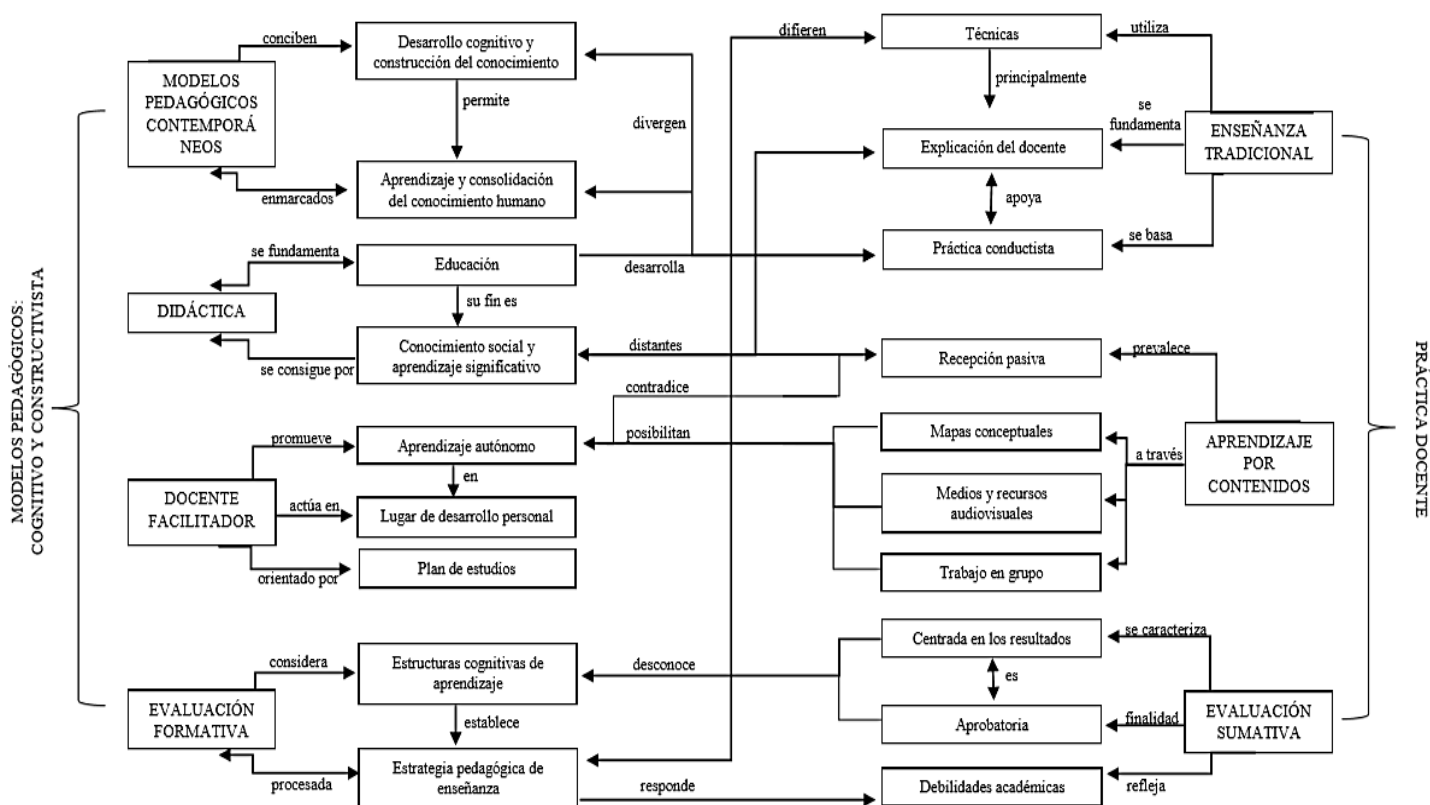 MODELOS PEDAGÓGICOS:
COGNITIVO Y CONSTRUCTIVISTA
MODELOS
PEDAGÓGICOS
CONTEMPORÁ
NEOS
conciben
enmarcados
Desarrollo cognitivo y
construcción del conocimiento
permite
Aprendizaje y consolidación
del conocimiento humano
divergen
DIDÁCTICA
se fundamenta
se consigue por
Educación
su fin es
Conocimiento social y
aprendizaje significativo
desarrolla
distantes
contradice
DOCENTE
FACILITADOR
promueve
actúa en
orientado por
Aprendizaje autónomo
en
Lugar de desarrollo personal
Plan de estudios
posibilitan
EVALUACIÓN
FORMATIVA
considera
procesada
Estructuras cognitivas de
aprendizaje
establece
Estrategia pedagógica de
enseñanza
desconoce
responde
difieren
Técnicas
principalmente
Explicación del docente
apoya
Práctica conductista
utiliza
se
fundamenta
se basa
ENSEÑANZA
TRADICIONAL
Recepción pasiva
Mapas conceptuales
Medios y recursos
audiovisuales
Trabajo en grupo
prevalece
a través
APRENDIZAJE
POR
CONTENIDOS
Centrada en los resultados
es
Aprobatoria
Debilidades académicas
se caracteriza
finalidad
refleja
EVALUACIÓN
SUMATIVA
PRÁCTICA DOCENTE